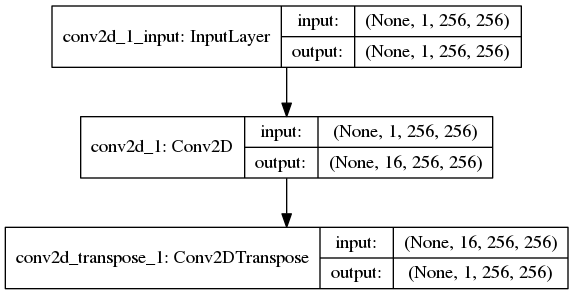 conv2d_1_input: InputLayer
input: (None, 1, 256, 256)
output: (None, 1, 256, 256)
conv2d_1: Conv2D
input: (None, 1, 256, 256)
output: (None, 16, 256, 256)
conv2d_transpose_1: Conv2DTranspose
input: (None, 16, 256, 256)
output: (None, 1, 256, 256)